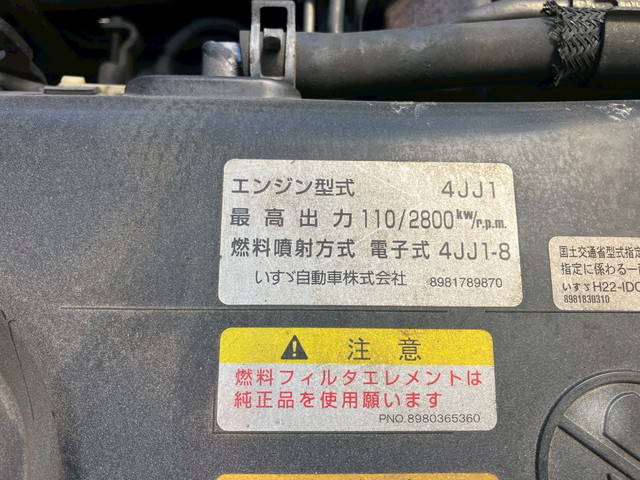 エンジン型式 4JJ1
最高出力 110/2800kw/r.p.m.
燃料噴射方式 電子式 4JJ1-8
いすゞ自動車株式会社 8981789870
国土交通省型式指定
指定に係わる一
いすゞ H22-IDC
8981830310
注意
燃料フィルタエレメントは
純正品を使用願います
PNO.8980365360